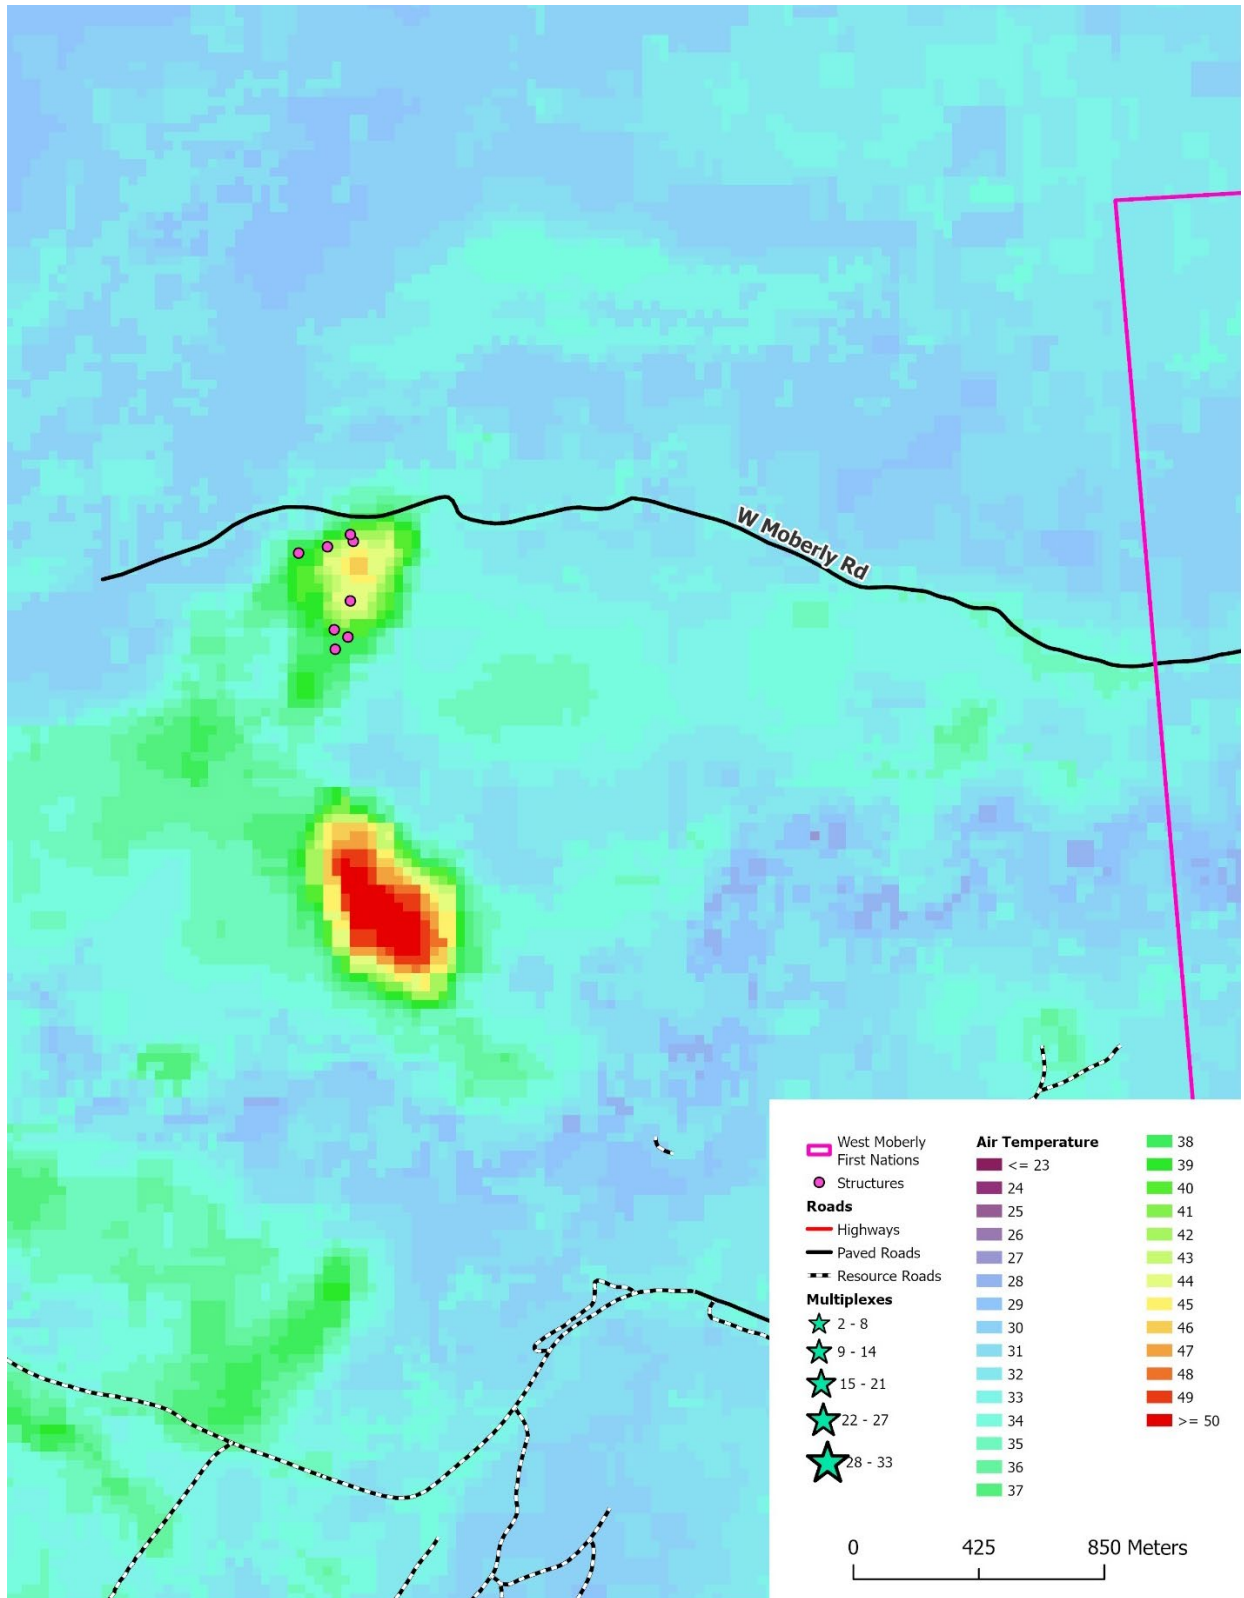 W Moberly Rd
West Moberly
First Nations
Structures
Roads
Highways
Paved Roads
Resource Roads
Multiplexes
2 - 8
9 - 14
15 - 21
22 - 27
28 - 33
Air Temperature
<= 23
24
25
26
27
28
29
30
31
32
33
34
35
36
37
38
39
40
41
42
43
44
45
46
47
48
49
>= 50
0 425 850 Meters